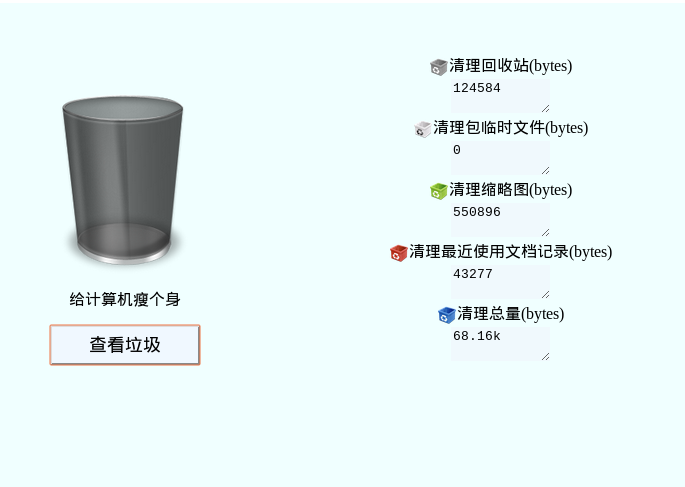 清理回收站(bytes)
124584
清理包临时文件(bytes)
0
清理缩略图(bytes)
550896
清理最近使用文档记录(bytes)
43277
清理总量(bytes)
68.16k
给计算机瘦个身
查看垃圾